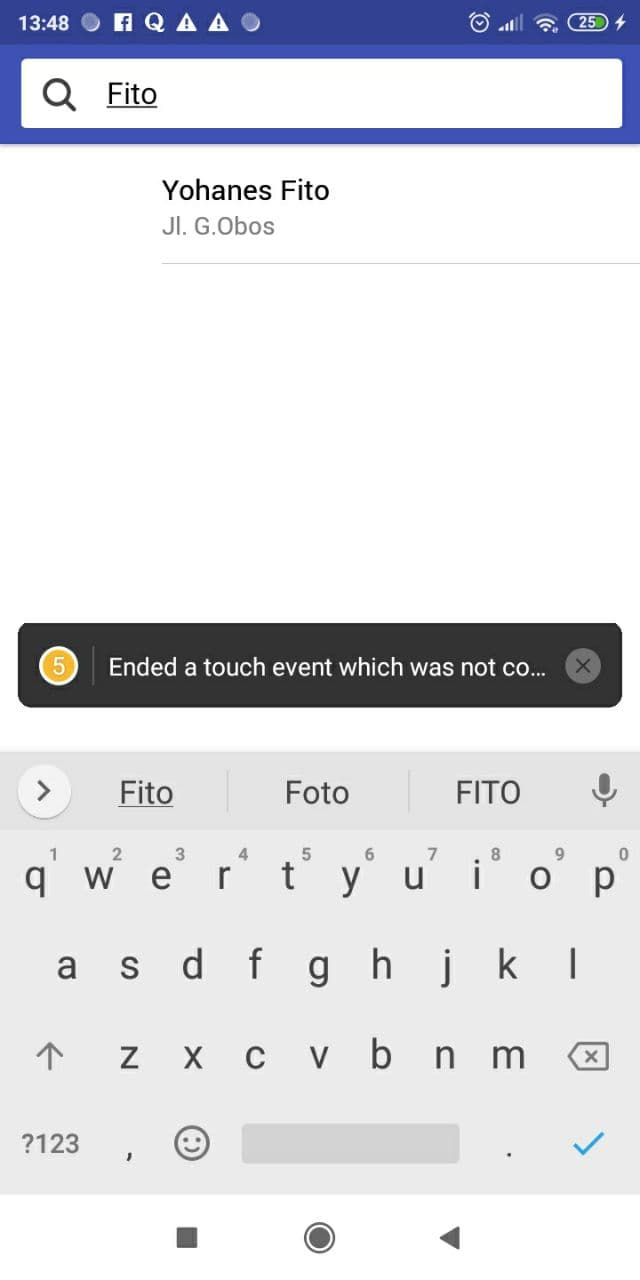 13:48
25
Fito
Yohanes Fito
Jl. G.Obos
5 Ended a touch event which was not co...
Fito Foto FITO
1 2 3 4 5 6 7 8 9 0
q w e r t y u i o p
a s d f g h j k l
z x c v b n m
?123 , .